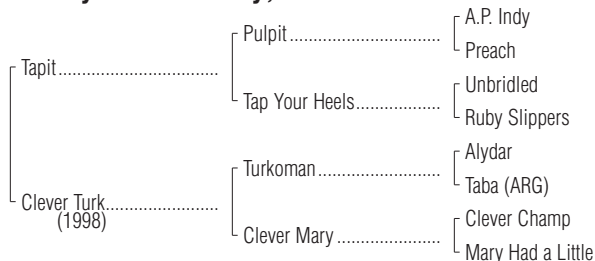 A.P. Indy
Pulpit
Preach
Tapit
Unbridled
Tap Your Heels
Ruby Slippers
Alydar
Turkoman
Taba (ARG)
Clever Turk
(1998)
Clever Champ
Clever Mary
Mary Had a Little